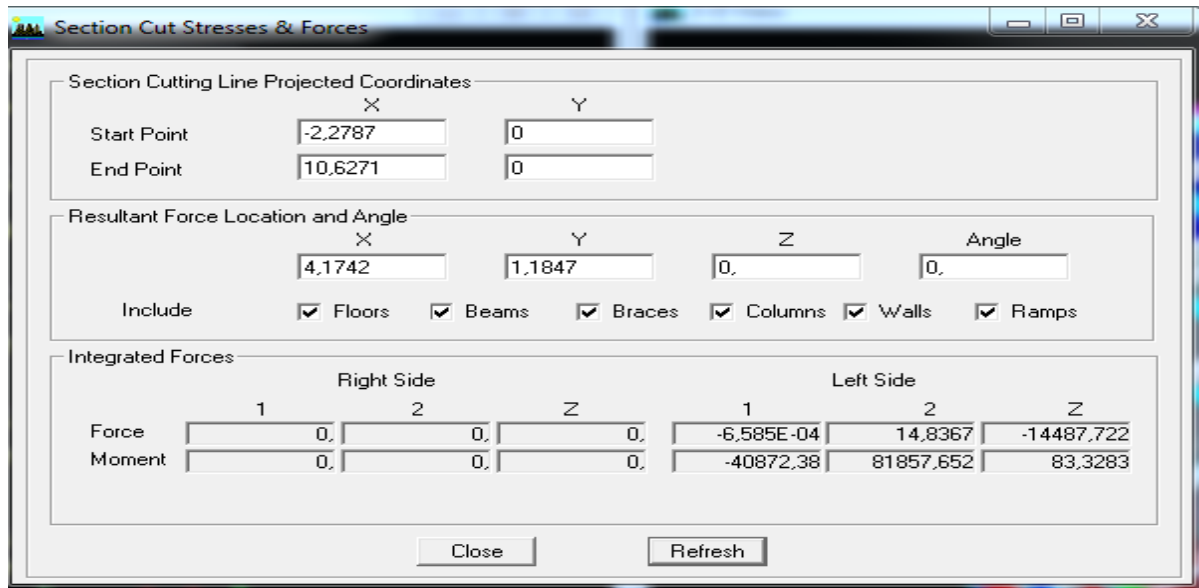 Section Cut Stresses & Forces
Section Cutting Line Projected Coordinates
X Y
Start Point -2,2787 0
End Point 10,6271 0
Resultant Force Location and Angle
X Y Z Angle
4,1742 1,1847 0, 0,
Include Floors Beams Braces Columns Walls Ramps
Integrated Forces
Right Side Left Side
1 2 Z 1 2 Z
Force 0, 0, 0, -6,585E-04 14,8367 -14487,722
Moment 0, 0, 0, -40872,38 81857,652 83,3283
Close Refresh